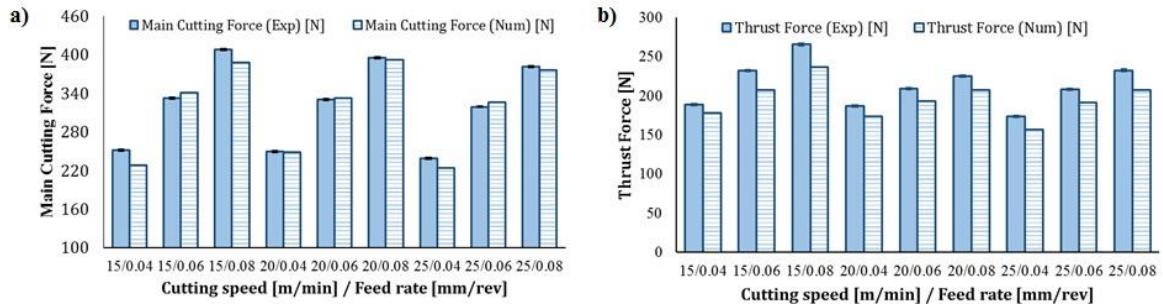 a)
Main Cutting Force (Exp) [N] Main Cutting Force (Num) [N]
Main Cutting Force [N]
460
400
340
280
220
160
100
15/0.04 15/0.06 15/0.08 20/0.04 20/0.06 20/0.08 25/0.04 25/0.06 25/0.08
Cutting speed [m/min] / Feed rate [mm/rev]
b)
Thrust Force (Exp) [N] Thrust Force (Num) [N]
Thrust Force [N]
300
250
200
150
100
50
0
15/0.04 15/0.06 15/0.08 20/0.04 20/0.06 20/0.08 25/0.04 25/0.06 25/0.08
Cutting speed [m/min] / Feed rate [mm/rev]